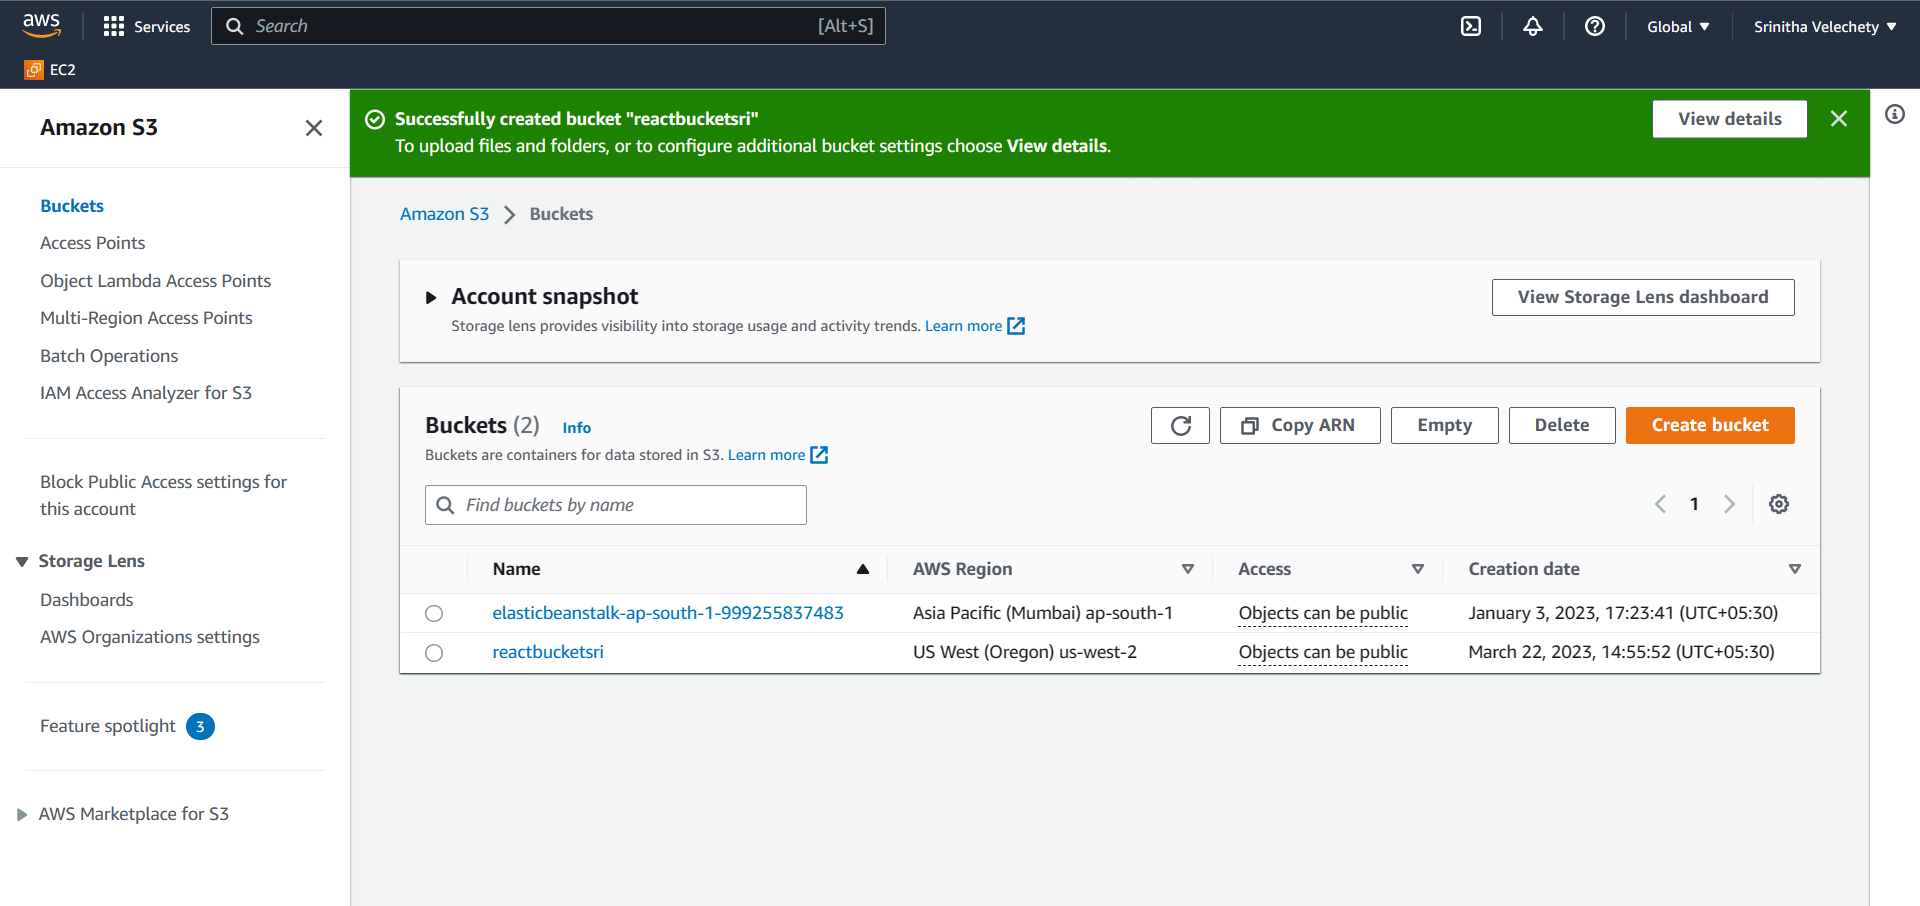 aws
Services
Search
[Alt+S]
Global
Srinitha Velechety
EC2
Amazon S3
Successfully created bucket "reactbucketsri"
To upload files and folders, or to configure additional bucket settings choose View details.
View details
Buckets
Access Points
Object Lambda Access Points
Multi-Region Access Points
Batch Operations
IAM Access Analyzer for S3
Block Public Access settings for
this account
Storage Lens
Dashboards
AWS Organizations settings
Feature spotlight 3
AWS Marketplace for S3
Amazon S3 Buckets
Account snapshot
Storage lens provides visibility into storage usage and activity trends. Learn more
View Storage Lens dashboard
Buckets (2) Info
Buckets are containers for data stored in S3. Learn more
Copy ARN
Empty
Delete
Create bucket
Find buckets by name
1
Name AWS Region Access Creation date
elasticbeanstalk-ap-south-1-999255837483 Asia Pacific (Mumbai) ap-south-1 Objects can be public January 3, 2023, 17:23:41 (UTC+05:30)
reactbucketsri US West (Oregon) us-west-2 Objects can be public March 22, 2023, 14:55:52 (UTC+05:30)